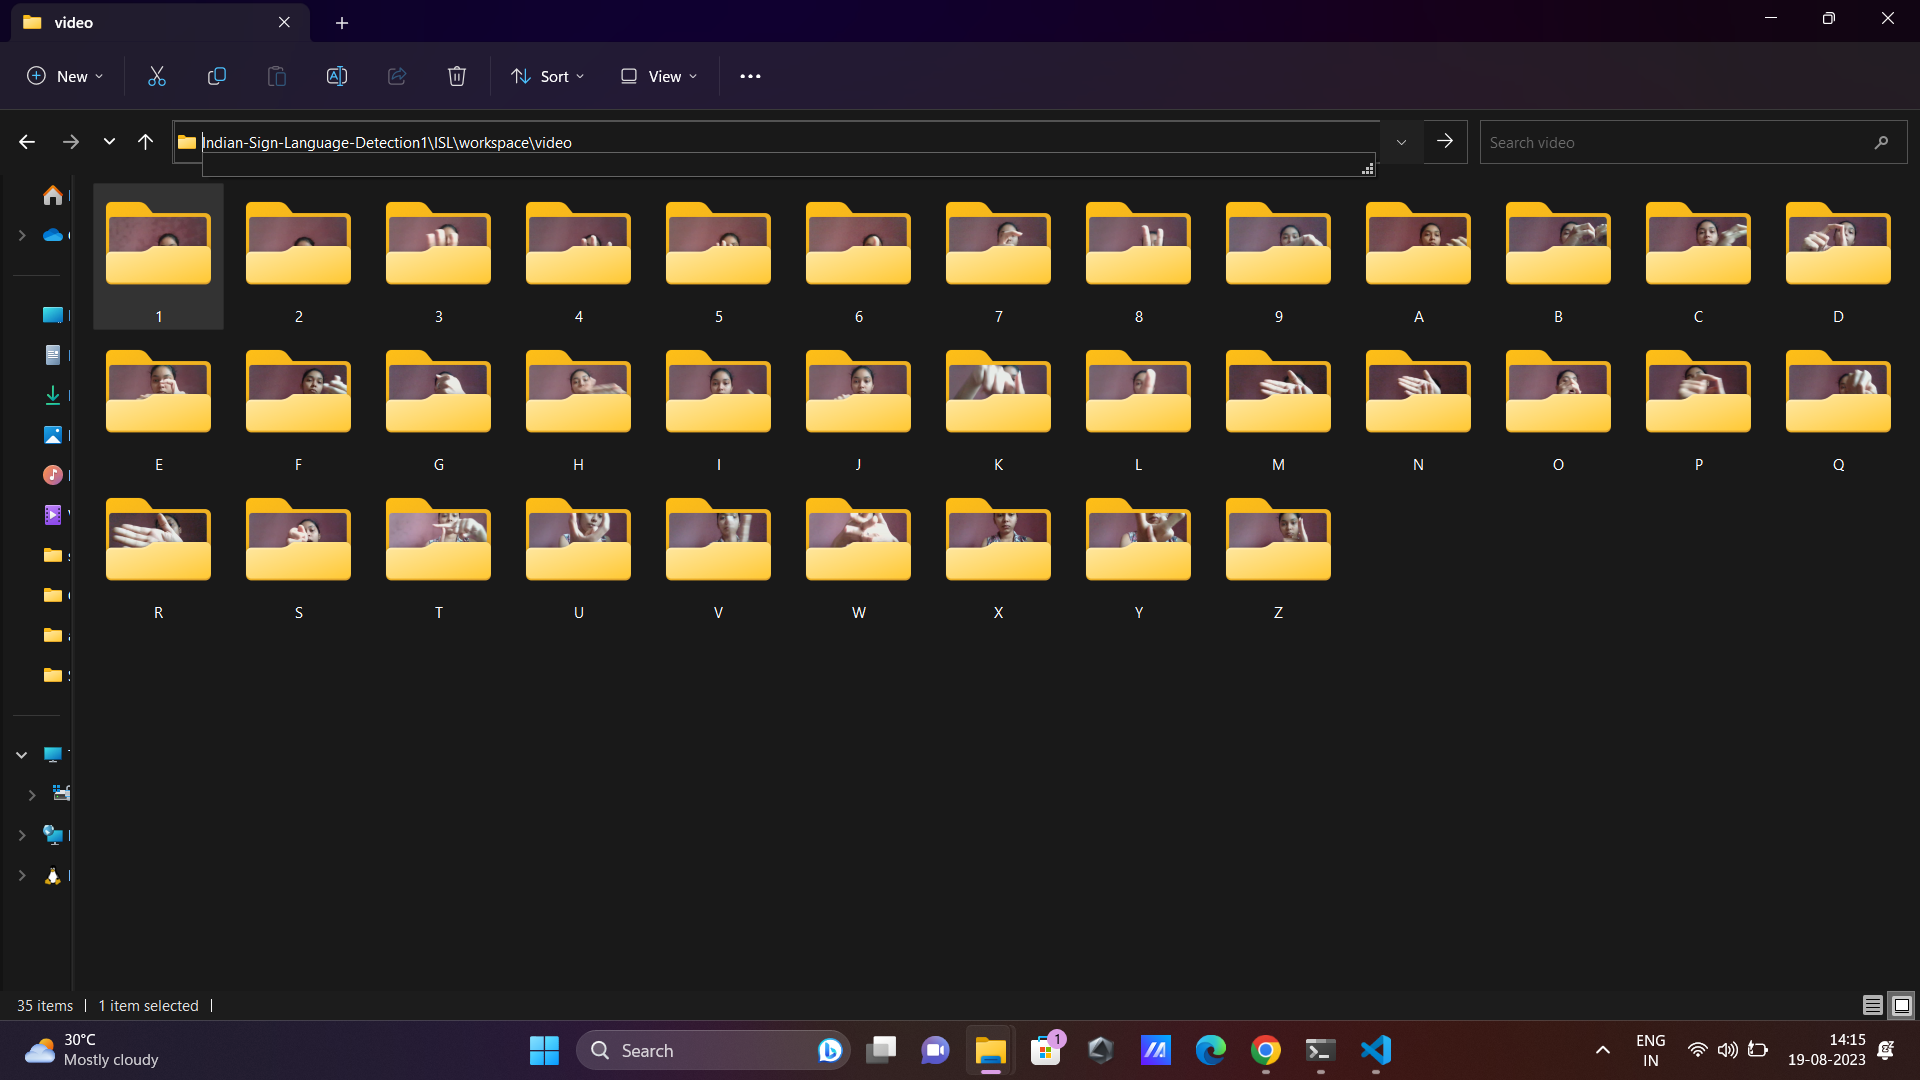 video
New
Sort
View
Indian-Sign-Language-Detection1\ISL\workspace\video
Search video
1 2 3 4 5 6 7 8 9 A B C D
E F G H I J K L M N O P Q
R S T U V W X Y Z
35 items
1 item selected
30°C
Mostly cloudy
Search
1
ENG
IN
14:15
19-08-2023